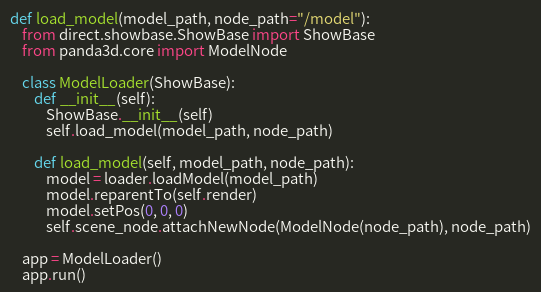 def load_model(model_path, node_path="/model"):
    from direct.showbase.ShowBase import ShowBase
    from panda3d.core import ModelNode

    class ModelLoader(ShowBase):
        def __init__(self):
            ShowBase.__init__(self)
            self.load_model(model_path, node_path)

        def load_model(self, model_path, node_path):
            model = loader.loadModel(model_path)
            model.reparentTo(self.render)
            model.setPos(0, 0, 0)
            self.scene_node.attachNewNode(ModelNode(node_path), node_path)

    app = ModelLoader()
    app.run()